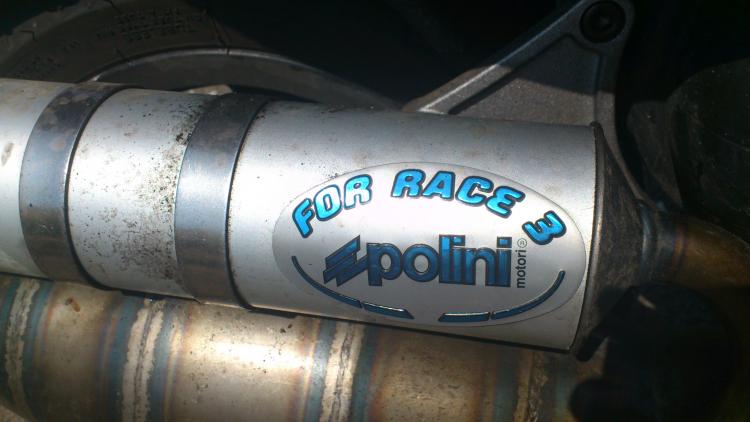 FOR RACE 3
polini
motori®